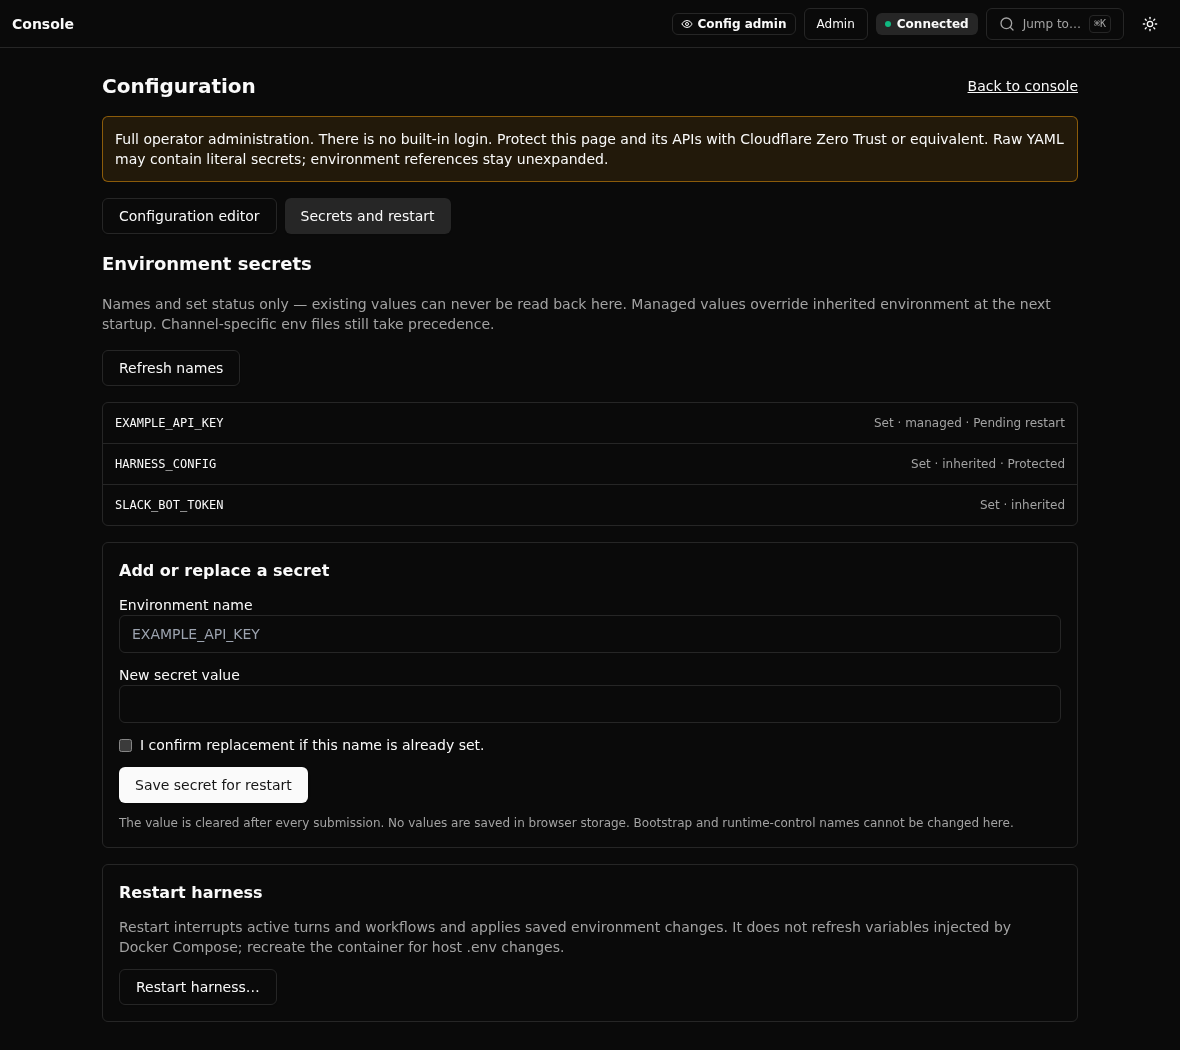 Console
Config admin
Admin
Connected
Jump to…
⌘K
Configuration
Back to console
Full operator administration. There is no built-in login. Protect this page and its APIs with Cloudflare Zero Trust or equivalent. Raw YAML
may contain literal secrets; environment references stay unexpanded.
Configuration editor
Secrets and restart
Environment secrets
Names and set status only — existing values can never be read back here. Managed values override inherited environment at the next
startup. Channel-specific env files still take precedence.
Refresh names
EXAMPLE_API_KEY
Set · managed · Pending restart
HARNESS_CONFIG
Set · inherited · Protected
SLACK_BOT_TOKEN
Set · inherited
Add or replace a secret
Environment name
EXAMPLE_API_KEY
New secret value
I confirm replacement if this name is already set.
Save secret for restart
The value is cleared after every submission. No values are saved in browser storage. Bootstrap and runtime-control names cannot be changed here.
Restart harness
Restart interrupts active turns and workflows and applies saved environment changes. It does not refresh variables injected by
Docker Compose; recreate the container for host .env changes.
Restart harness…